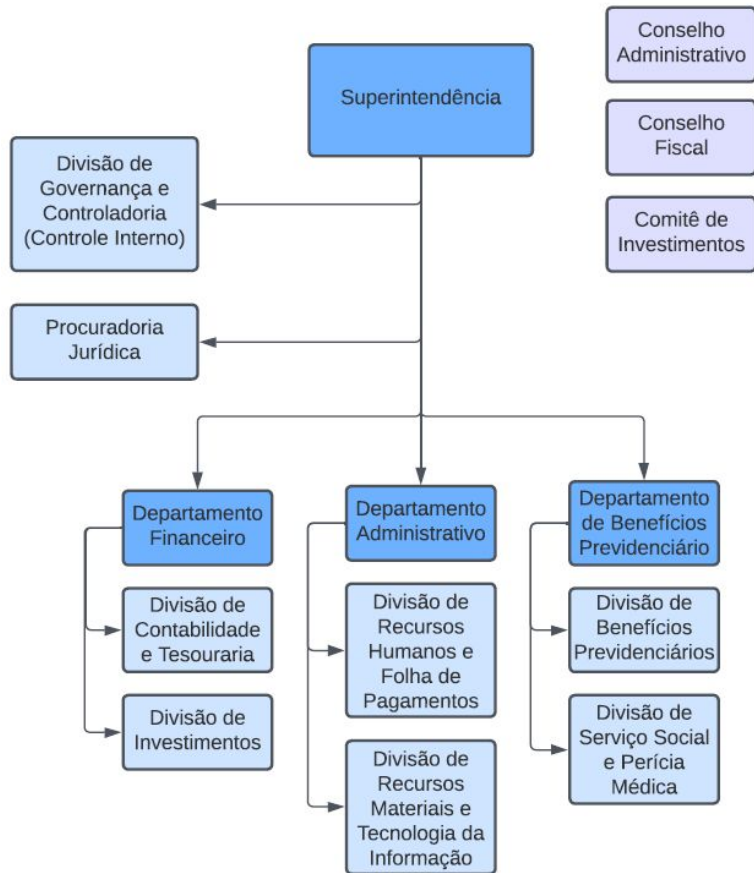 Superintendência
Conselho
Administrativo
Conselho
Fiscal
Comitê de
Investimentos
Divisão de
Governança e
Controladoria
(Controle Interno)
Procuradoria
Jurídica
Departamento
Financeiro
Divisão de
Contabilidade
e Tesouraria
Divisão de
Investimentos
Departamento
Administrativo
Divisão de
Recursos
Humanos e
Folha de
Pagamentos
Divisão de
Recursos
Materiais e
Tecnologia da
Informação
Departamento
de Benefícios
Previdenciário
Divisão de
Benefícios
Previdenciários
Divisão de
Serviço Social
e Perícia
Médica